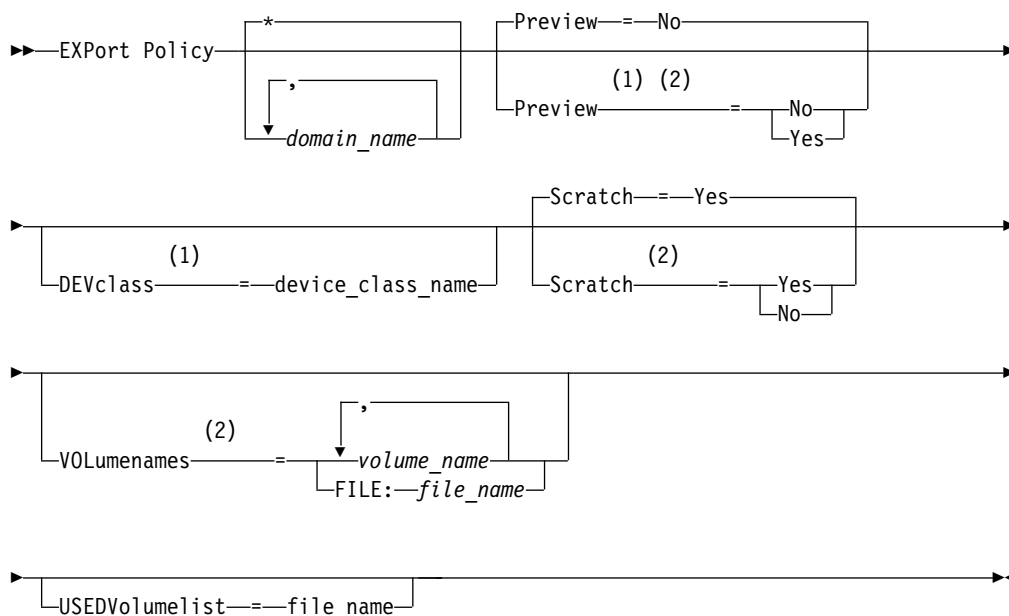 *
Preview = No
EXPort Policy
,
domain_name
(1) (2)
Preview = No
Yes
Scratch = Yes
(1)
DEVclass = device_class_name
(2)
Scratch = Yes
No
,
(2)
VOLumenames = volume_name
FILE: file_name
USEDVolumelist = file_name